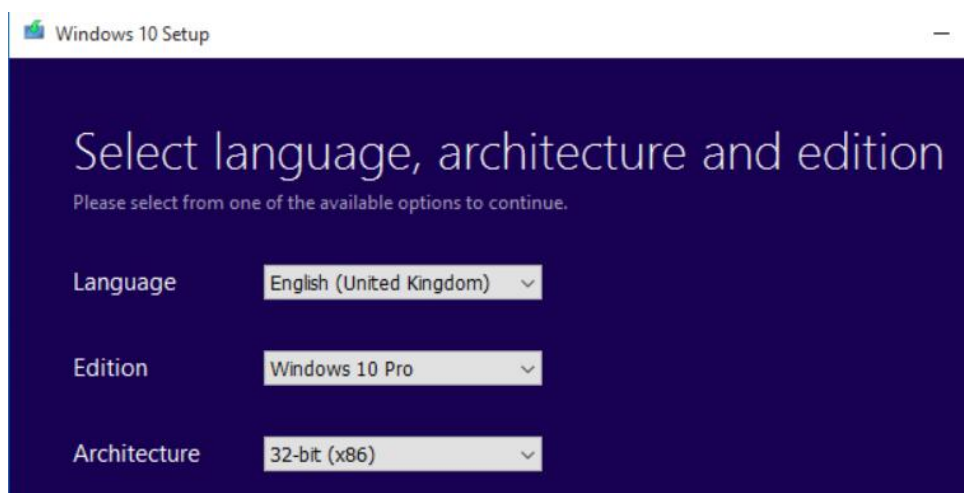 Windows 10 Setup
Select language, architecture and edition
Please select from one of the available options to continue.
Language English (United Kingdom)
Edition Windows 10 Pro
Architecture 32-bit (x86)